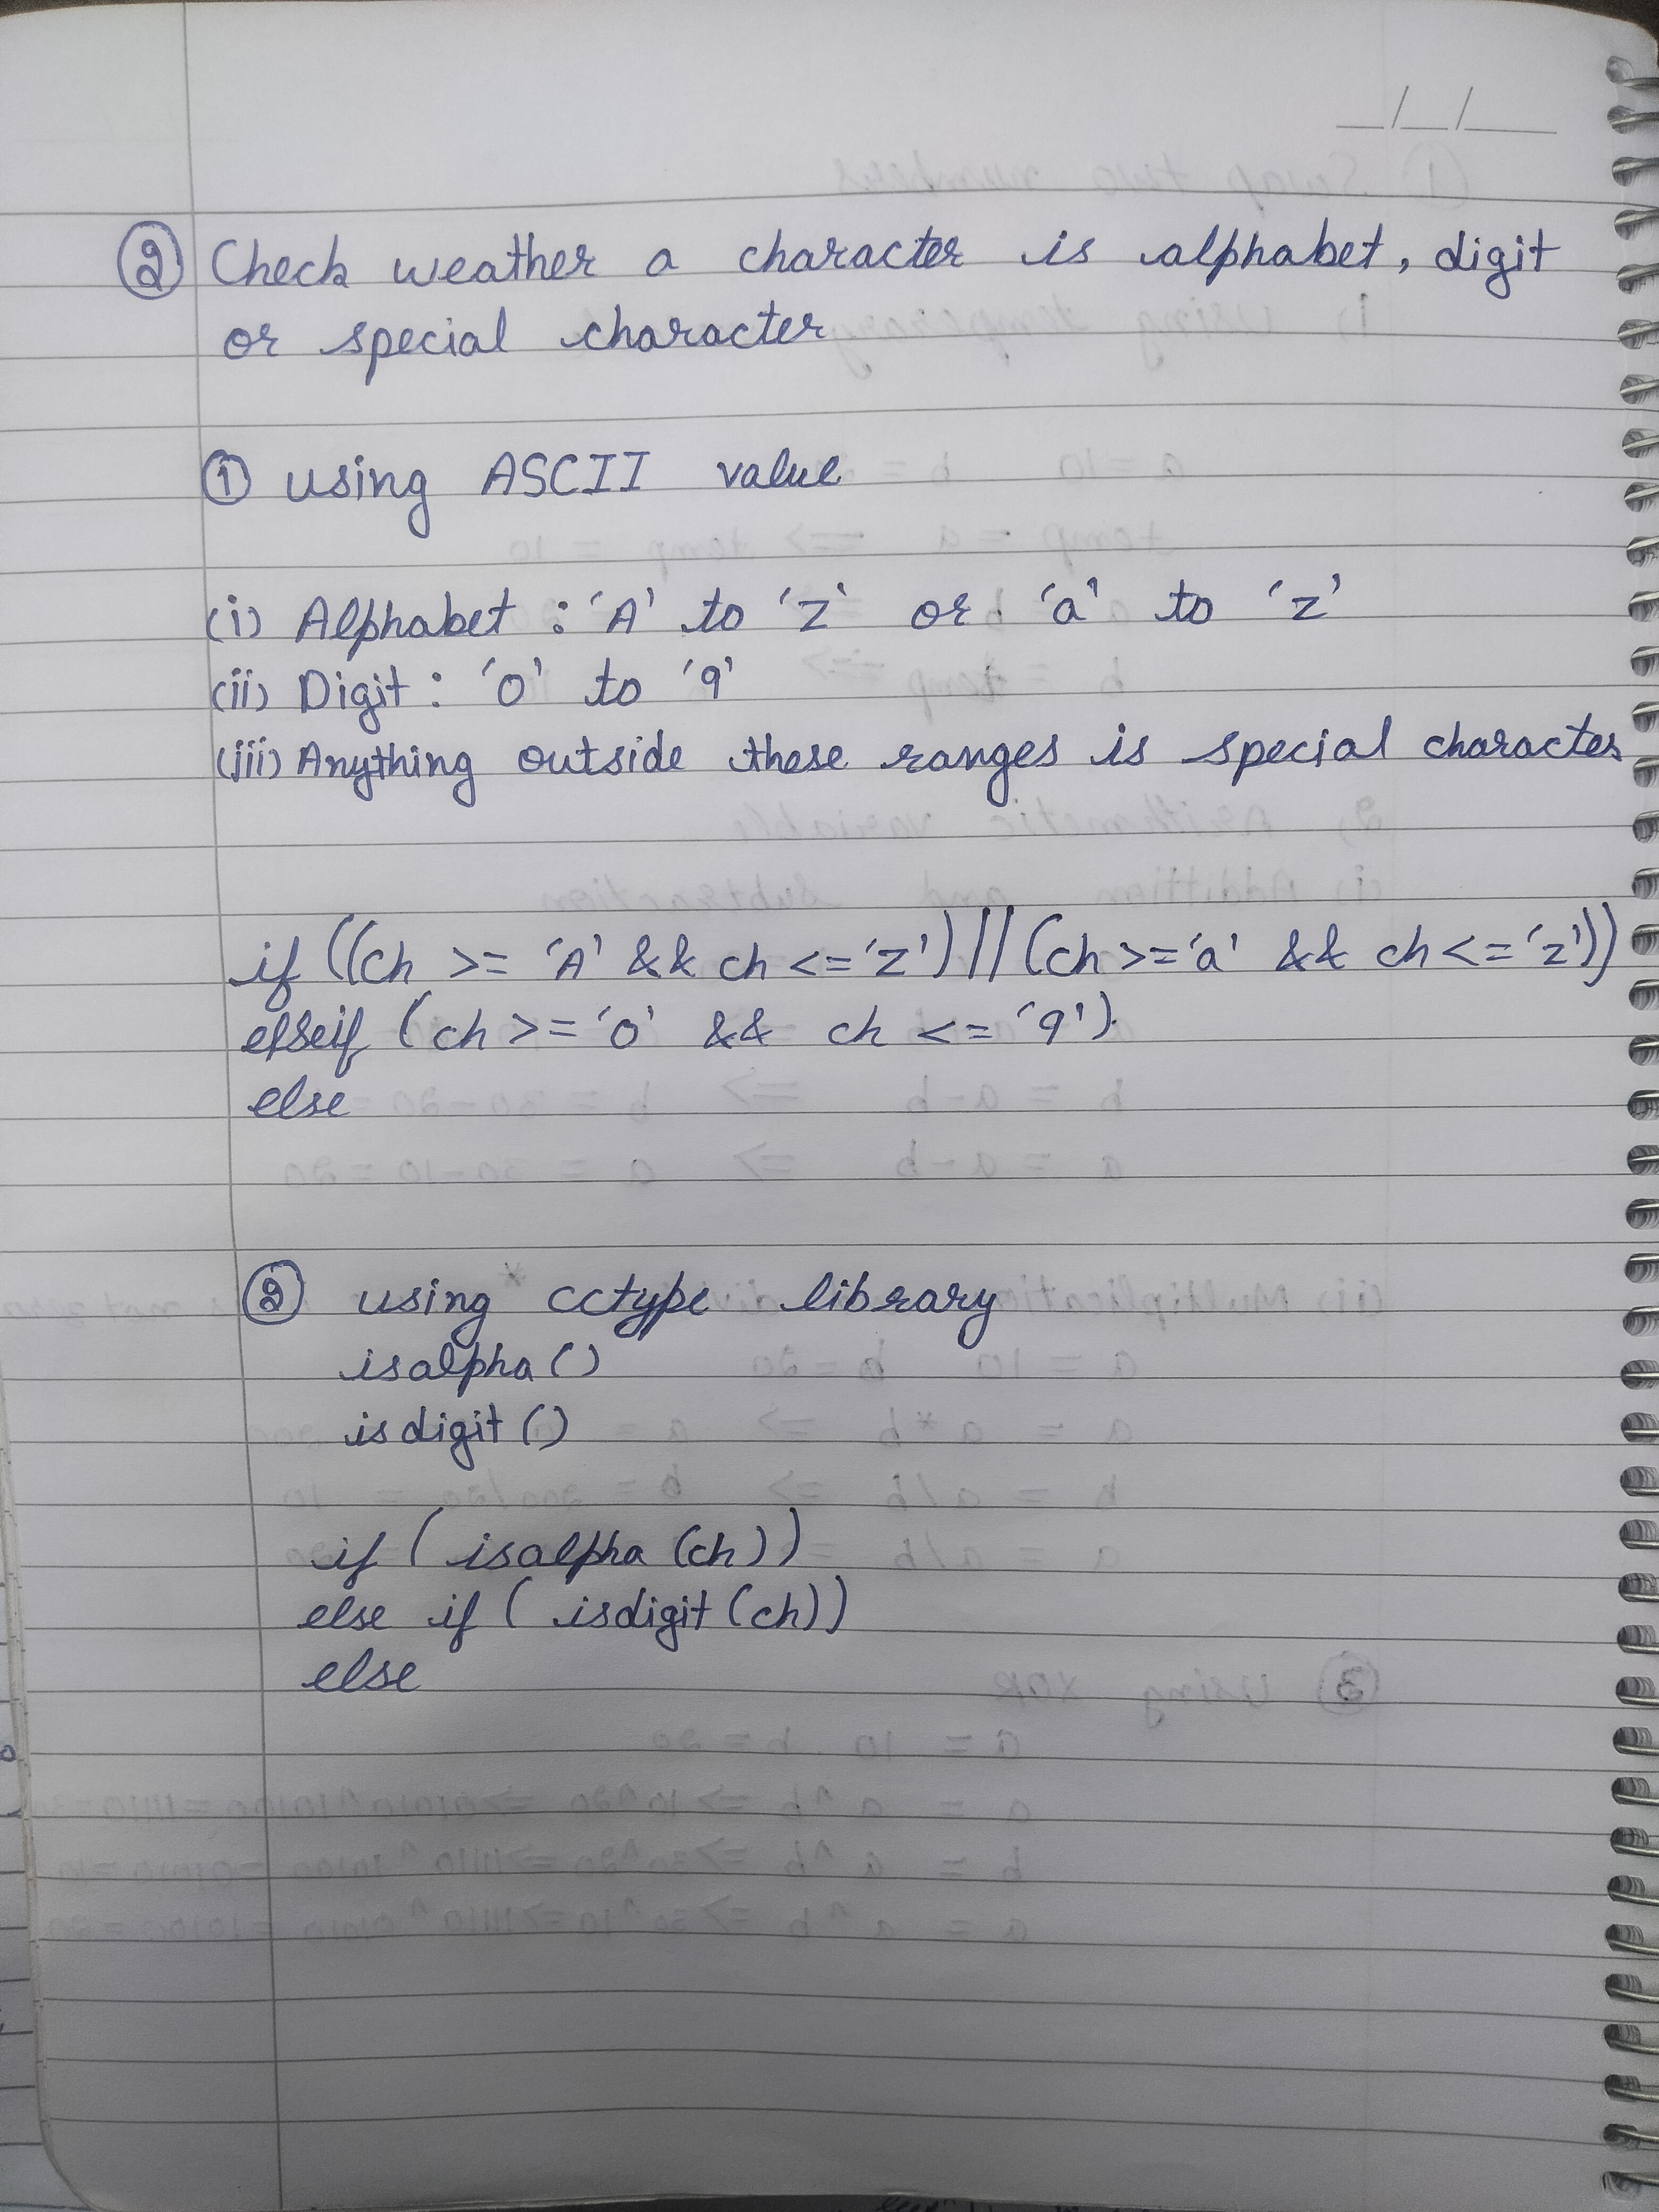 ② Check weather a character is alphabet, digit
or special character
① using ASCII value
(i) Alphabet : 'A' to 'Z' or 'a' to 'z'
(ii) Digit : '0' to '9'
(iii) Anything outside these ranges is special character
if ((ch >= 'A' && ch <= 'Z') || (ch >= 'a' && ch <= 'z'))
elseif (ch >= '0' && ch <= '9')
else
② using cctype library
isalpha ()
isdigit ()
if ( isalpha (ch))
else if ( isdigit (ch))
else